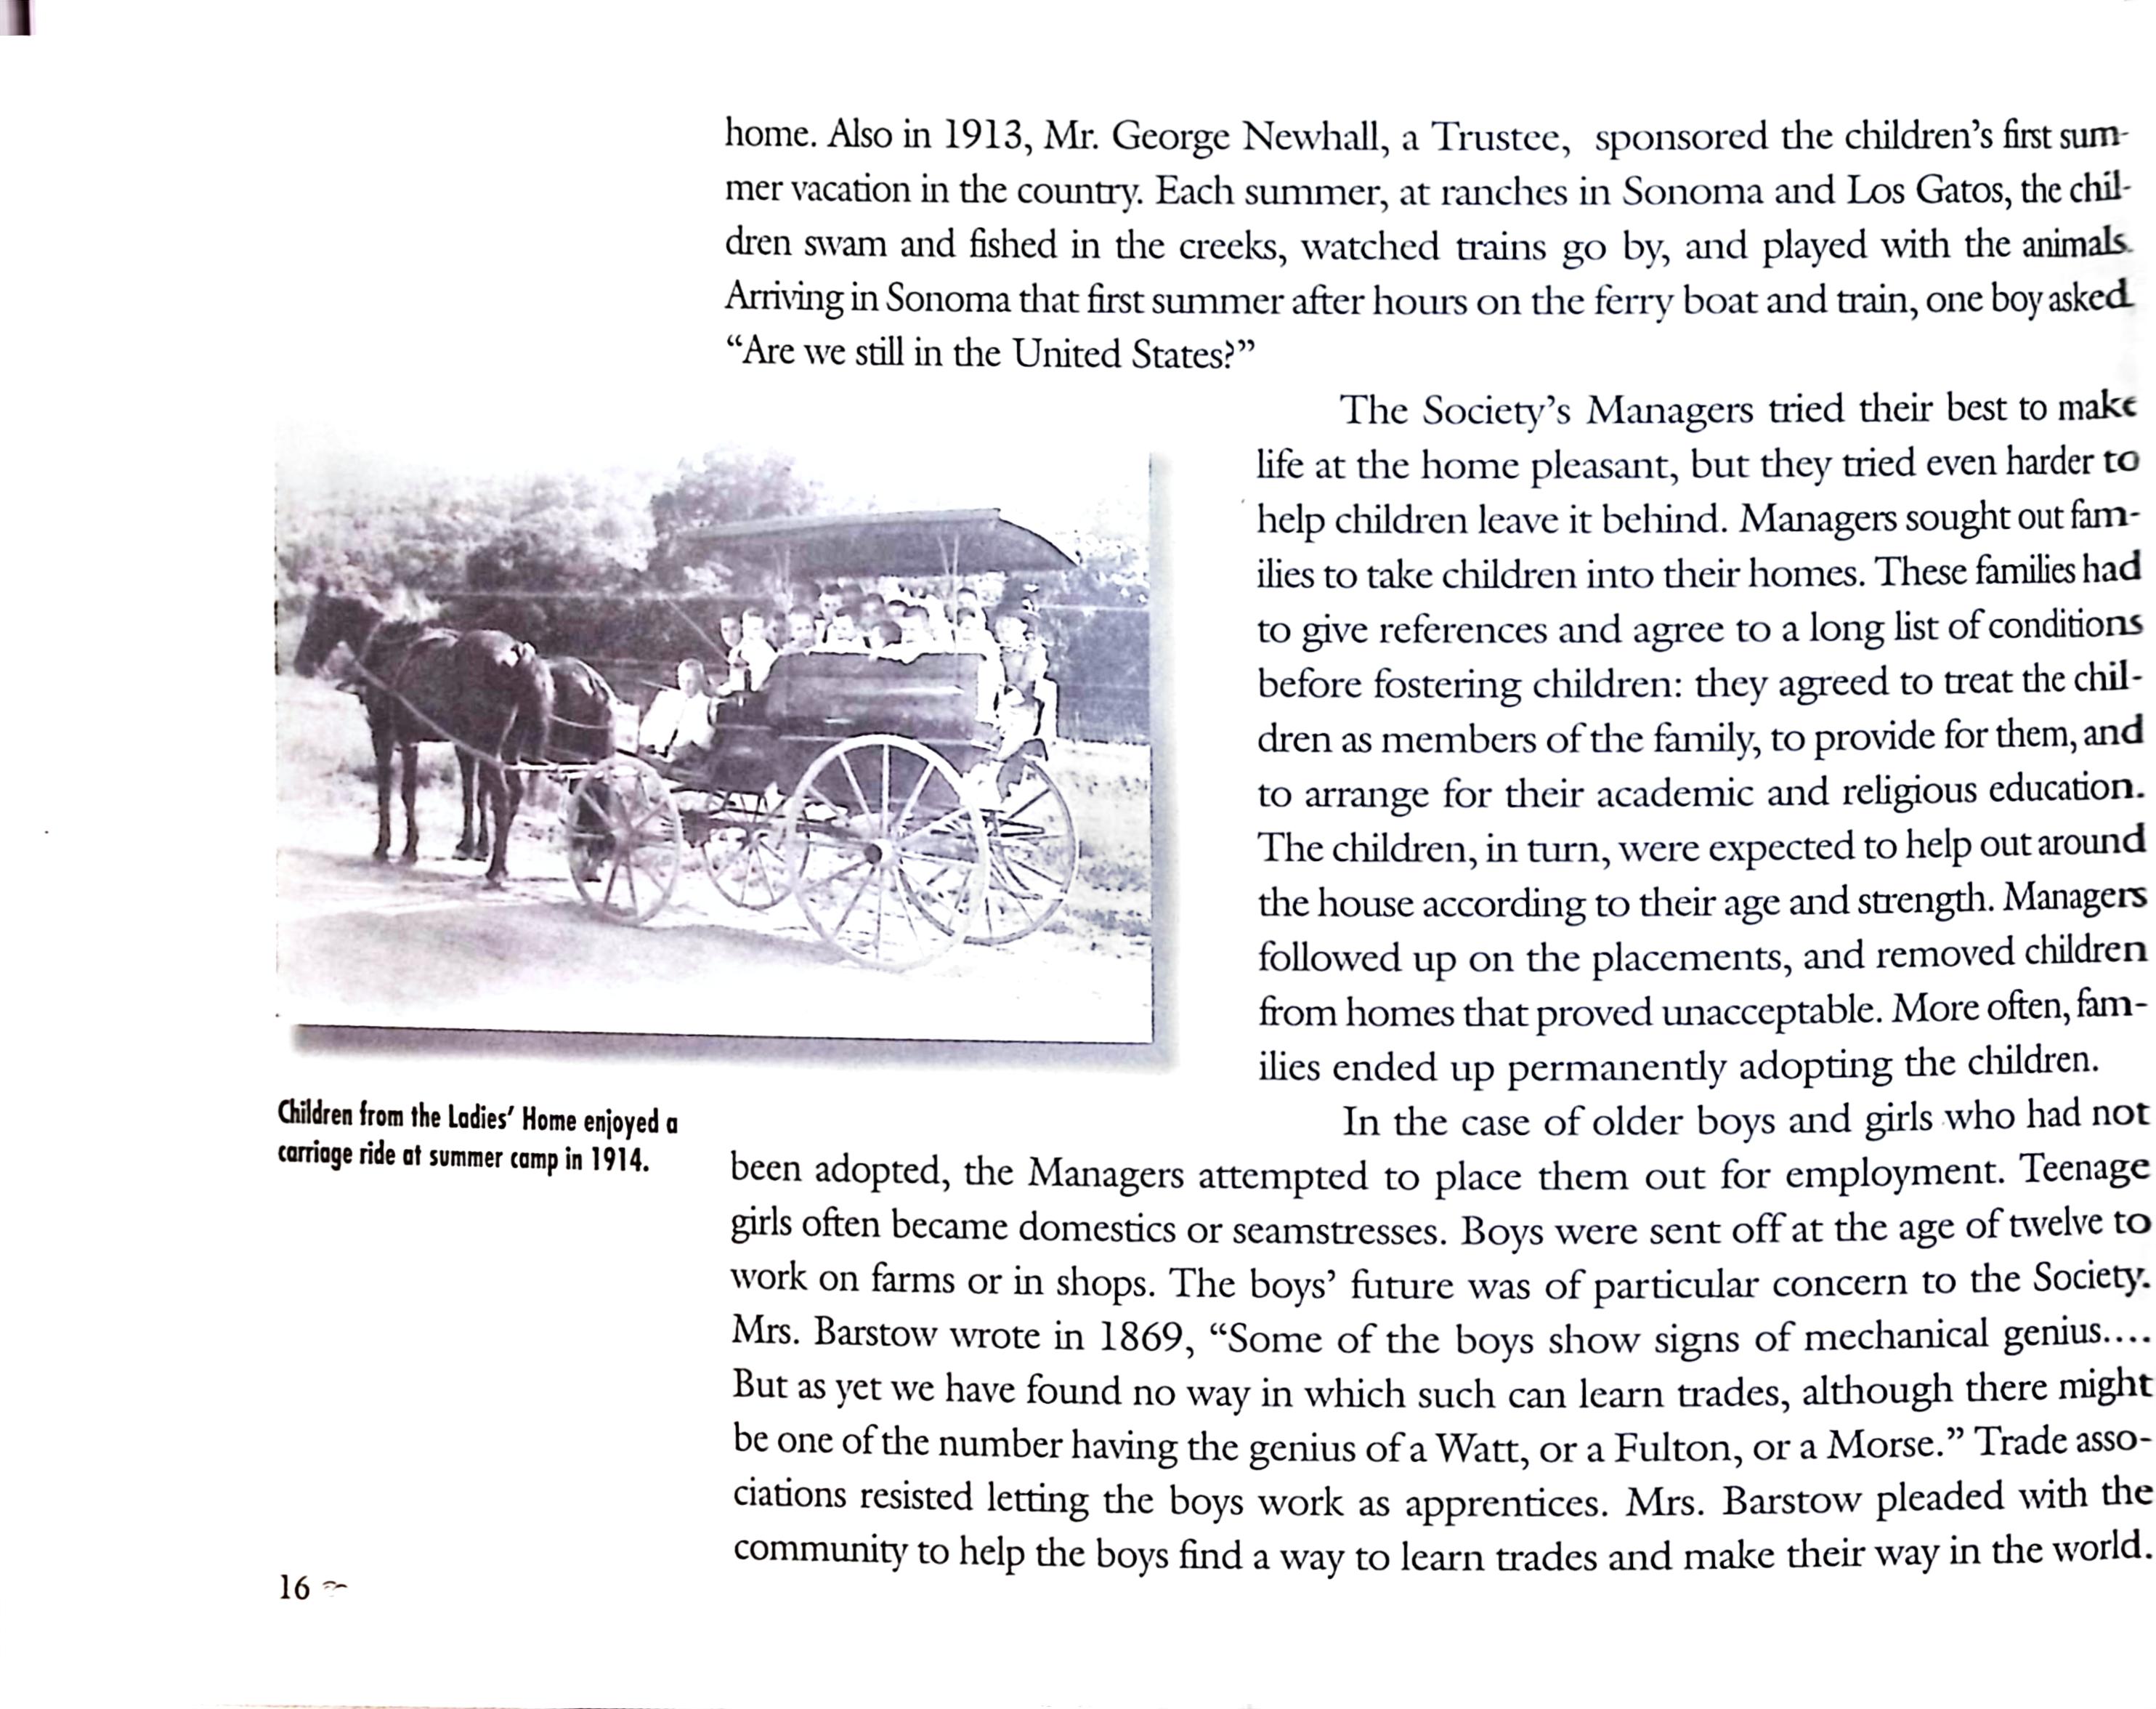 home. Also in 1913, Mr. George Newhall, a Trustee, sponsored the children's first sum-
mer vacation in the country. Each summer, at ranches in Sonoma and Los Gatos, the chil-
dren swam and fished in the creeks, watched trains go by, and played with the animals.
Arriving in Sonoma that first summer after hours on the ferry boat and train, one boy asked
“Are we still in the United States?”
The Society's Managers tried their best to make
life at the home pleasant, but they tried even harder to
help children leave it behind. Managers sought out fam-
ilies to take children into their homes. These families had
to give references and agree to a long list of conditions
before fostering children: they agreed to treat the chil-
dren as members of the family, to provide for them, and
to arrange for their academic and religious education.
The children, in turn, were expected to help out around
the house according to their age and strength. Managers
followed up on the placements, and removed children
from homes that proved unacceptable. More often, fam-
ilies ended up permanently adopting the children.
Children from the Ladies' Home enjoyed a
carriage ride at summer camp in 1914.
In the case of older boys and girls who had not
been adopted, the Managers attempted to place them out for employment. Teenage
girls often became domestics or seamstresses. Boys were sent off at the age of twelve to
work on farms or in shops. The boys' future was of particular concern to the Society.
Mrs. Barstow wrote in 1869, “Some of the boys show signs of mechanical genius....
But as yet we have found no way in which such can learn trades, although there might
be one of the number having the genius of a Watt, or a Fulton, or a Morse.” Trade asso-
ciations resisted letting the boys work as apprentices. Mrs. Barstow pleaded with the
community to help the boys find a way to learn trades and make their way in the world.
16